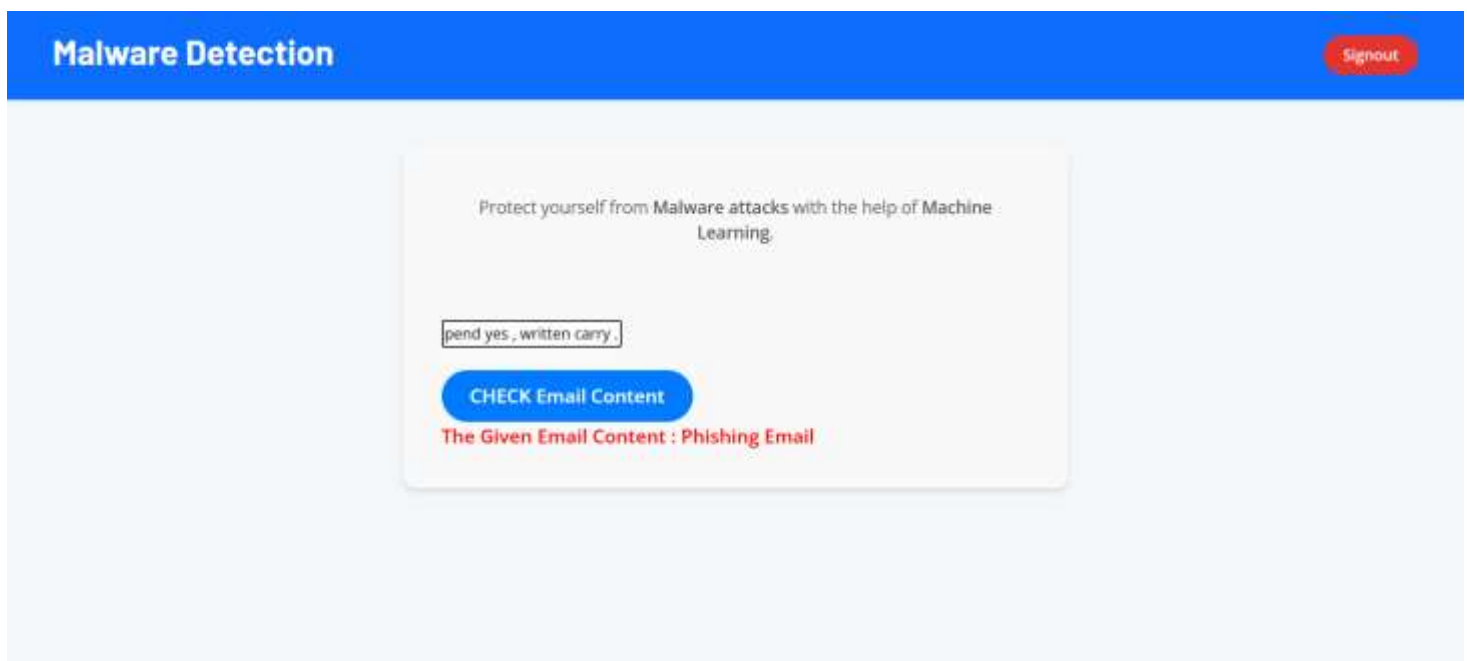 Malware Detection
Signout
Protect yourself from Malware attacks with the help of Machine
Learning.
pend yes , written carry .
CHECK Email Content
The Given Email Content : Phishing Email